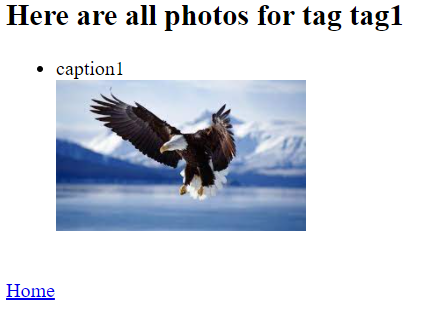 Here are all photos for tag tag1
caption1
Home